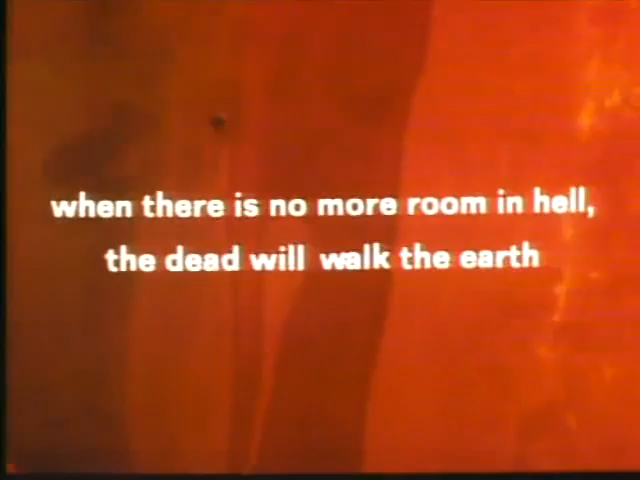 when there is no more room in hell,
the dead will walk the earth